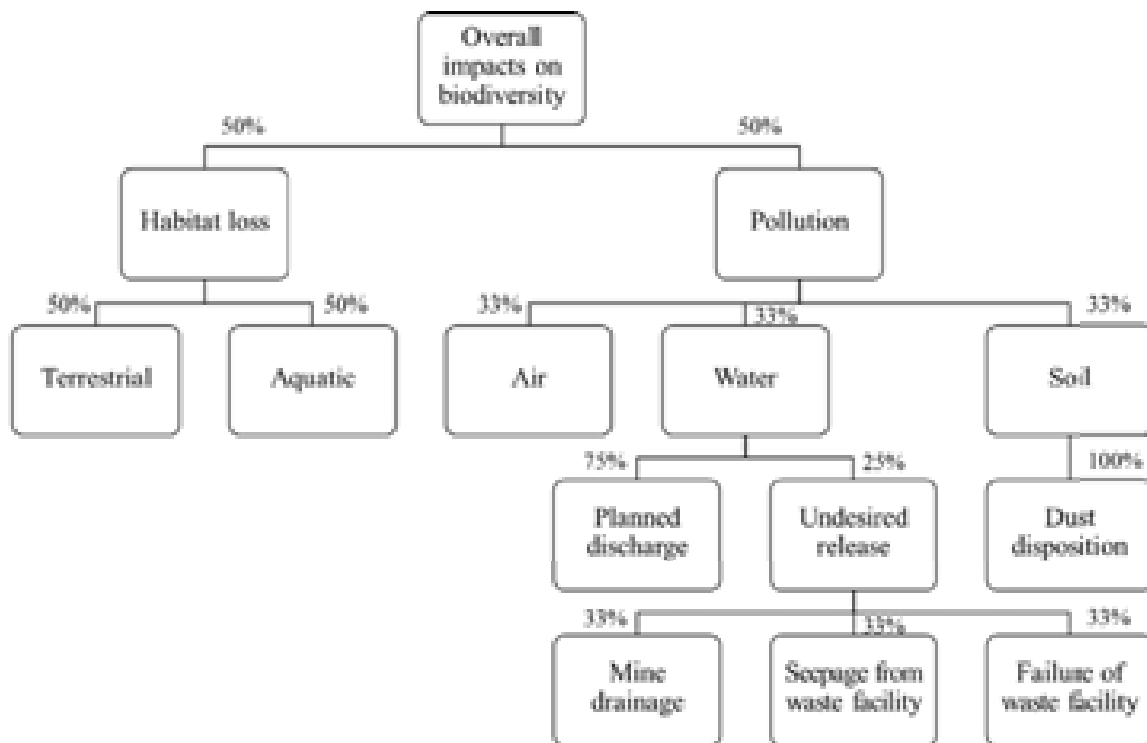 Overall
impacts on
biodiversity
50%
50%
Habitat loss
Pollution
50%
50%
33%
33%
33%
Terrestrial
Aquatic
Air
Water
Soil
75%
25%
100%
Planned
discharge
Undesired
release
Dust
disposition
33%
33%
33%
Mine
drainage
Seepage from
waste facility
Failure of
waste facility